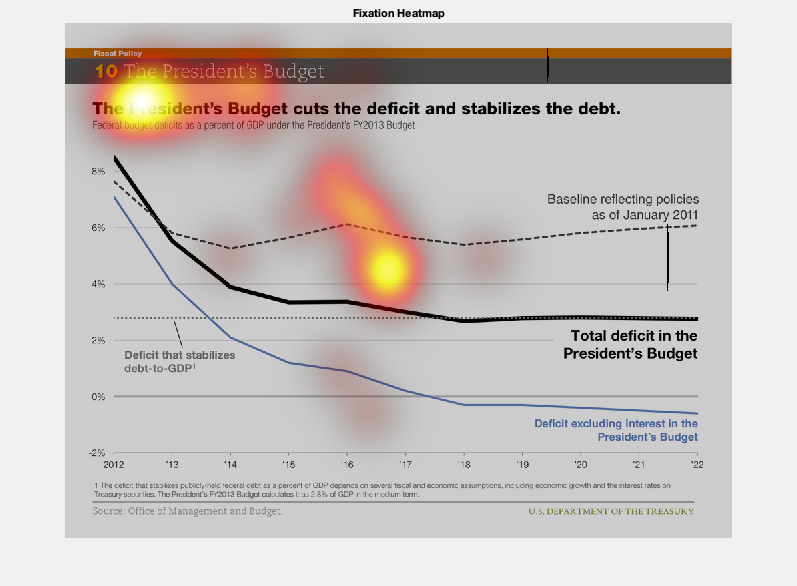 Fixation Heatmap
Fiscal Policy
10 The President's Budget
The President's Budget cuts the deficit and stabilizes the debt.
Federal budget deficits as a percent of GDP under the President's FY2013 Budget
8%
Baseline reflecting policies
as of January 2011
6%
4%
Total deficit in the
President's Budget
2%
Deficit that stabilizes
debt-to-GDP¹
0%
Deficit excluding interest in the
President's Budget
-2%
2012 '13 '14 '15 '16 '17 '18 '19 '20 '21 '22
1 The deficit that stabilizes publicly-held federal debt as a percent of GDP depends on several fiscal and economic assumptions, including economic growth and the interest rates on
Treasury securities. The President's FY2013 Budget calculates it as 2.8% of GDP in the medium term.
Source: Office of Management and Budget.
U.S. DEPARTMENT OF THE TREASURY